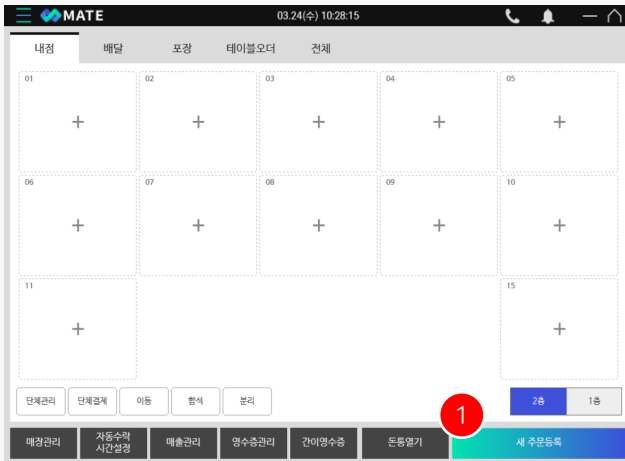 MATE 03.24(수) 10:28:15
내점 배달 포장 테이블오더 전체
01 02 03 04 05
06 07 08 09 10
11 15
단체관리 단체결제 이동 합석 분리 2층 1층
1
매장관리 자동수락 매출관리 영수증관리 간이영수증 돈통열기 새 주문등록
시간설정